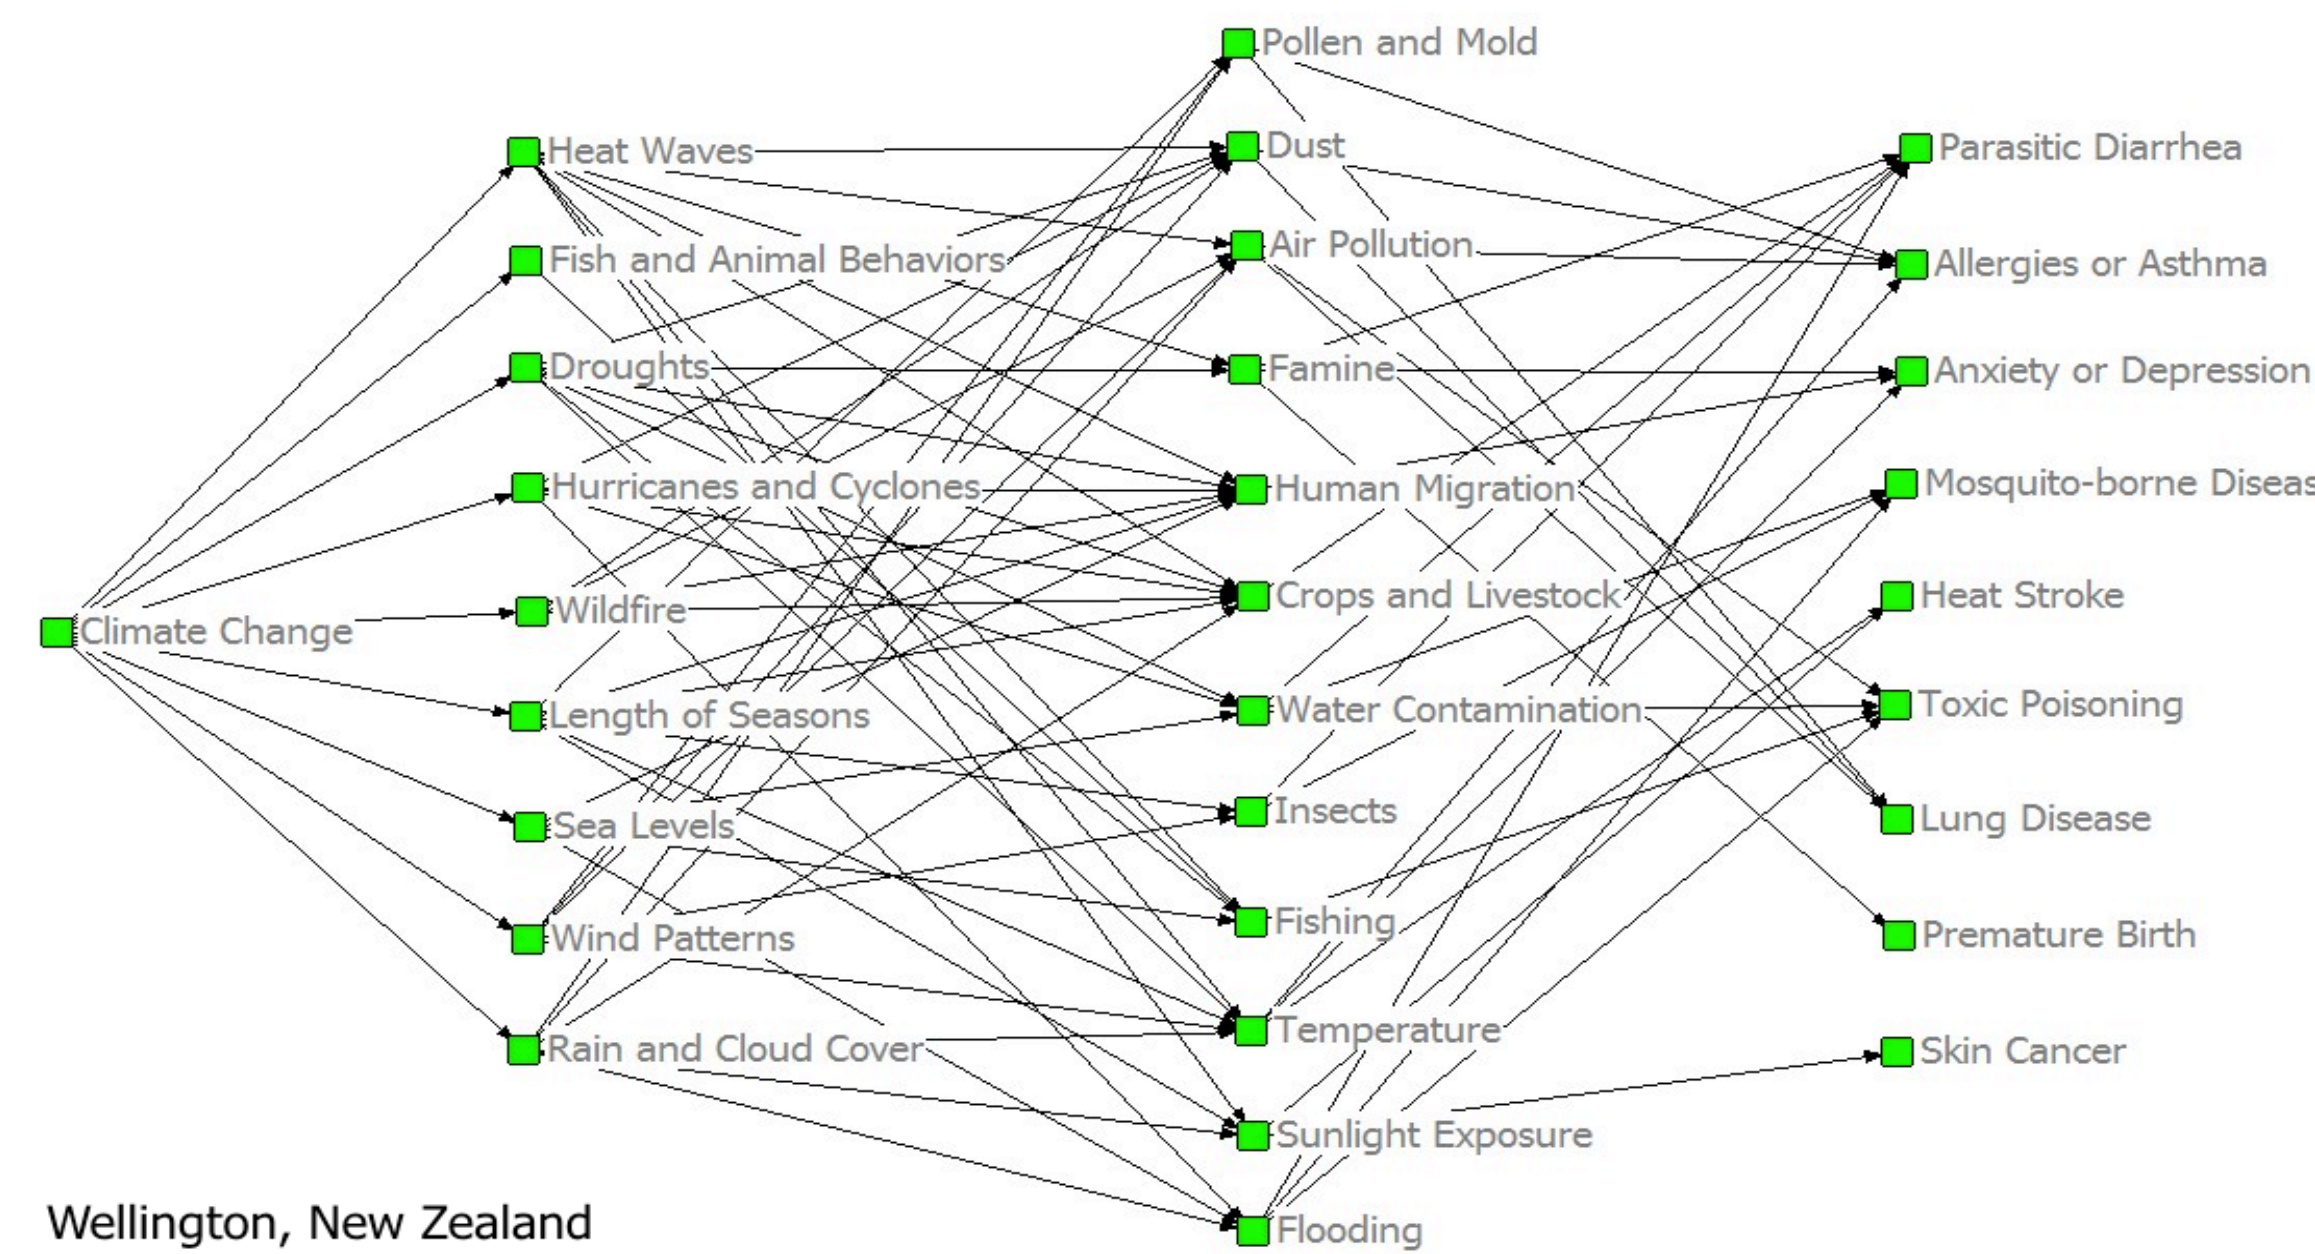 Climate Change
Heat Waves
Fish and Animal Behaviors
Droughts
Hurricanes and Cyclones
Wildfire
Length of Seasons
Sea Levels
Wind Patterns
Rain and Cloud Cover
Pollen and Mold
Dust
Air Pollution
Famine
Human Migration
Crops and Livestock
Water Contamination
Insects
Fishing
Temperature
Sunlight Exposure
Flooding
Parasitic Diarrhea
Allergies or Asthma
Anxiety or Depression
Mosquito-borne Diseas
Heat Stroke
Toxic Poisoning
Lung Disease
Premature Birth
Skin Cancer
Wellington, New Zealand